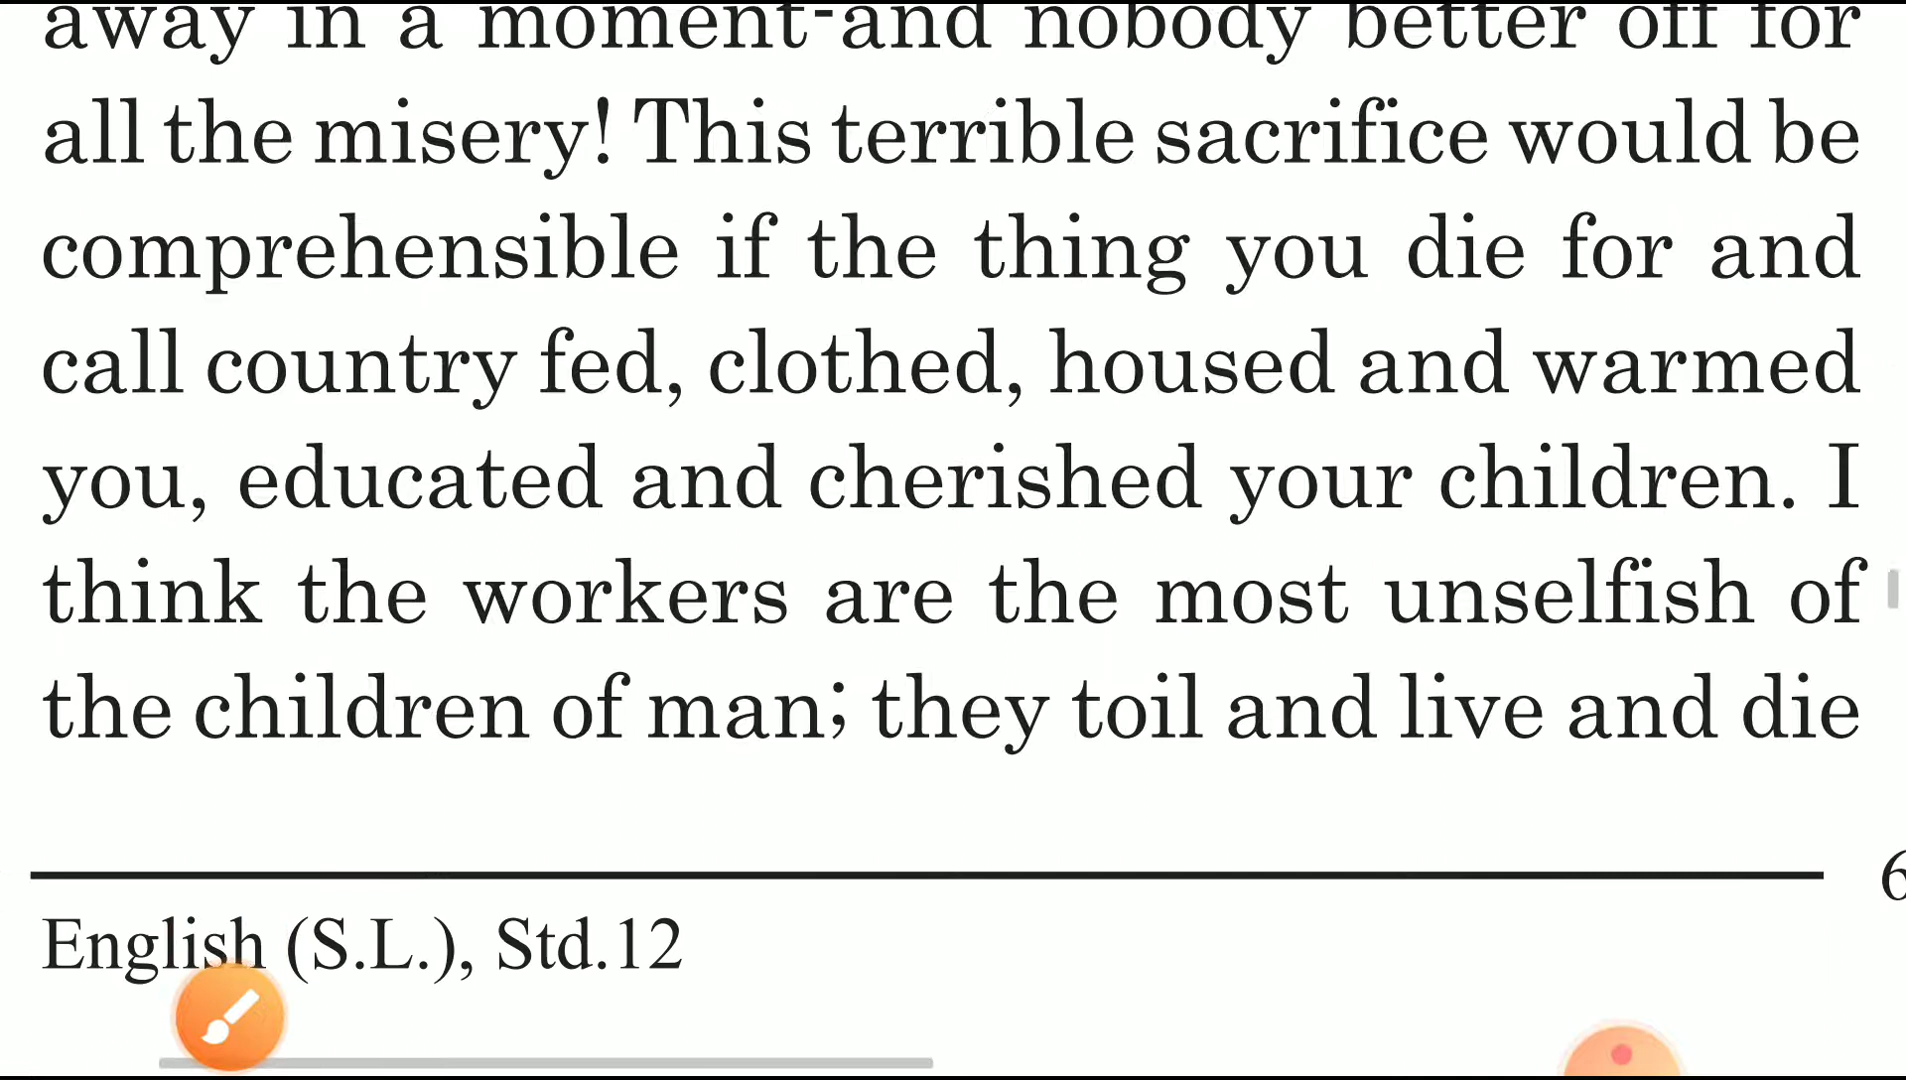 away in a moment-and nobody better off for
all the misery! This terrible sacrifice would be
comprehensible if the thing you die for and
call country fed, clothed, housed and warmed
you, educated and cherished your children. I
think the workers are the most unselfish of
the children of man; they toil and live and die
6
English (S.L.), Std.12